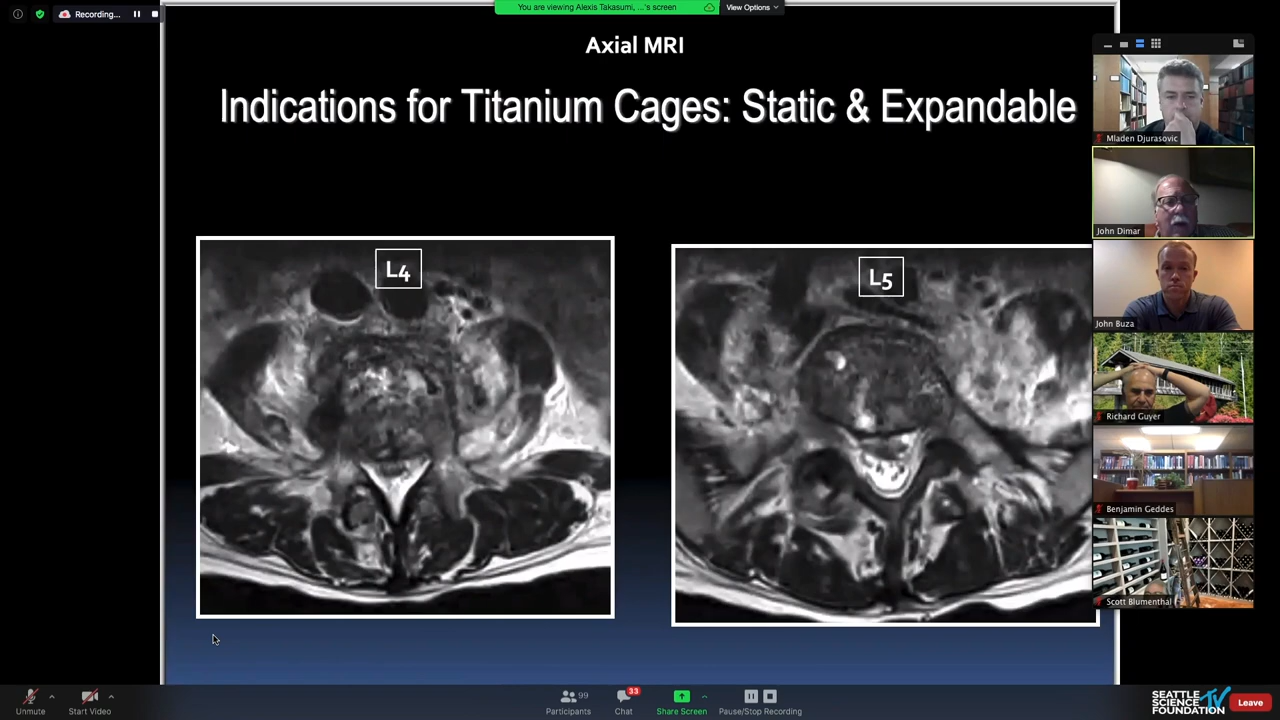 Recording...
You are viewing Alexis Takasumi, ...'s screen
View Options
Axial MRI
Indications for Titanium Cages: Static & Expandable
L4
L5
Mladen Djurasovic
John Dimar
John Buza
Richard Guyer
Benjamin Geddes
Scott Blumenthal
Unmute
Start Video
99
Participants
33
Chat
Share Screen
Pause/Stop Recording
SEATTLE
SCIENCE
FOUNDATION
TV
Leave